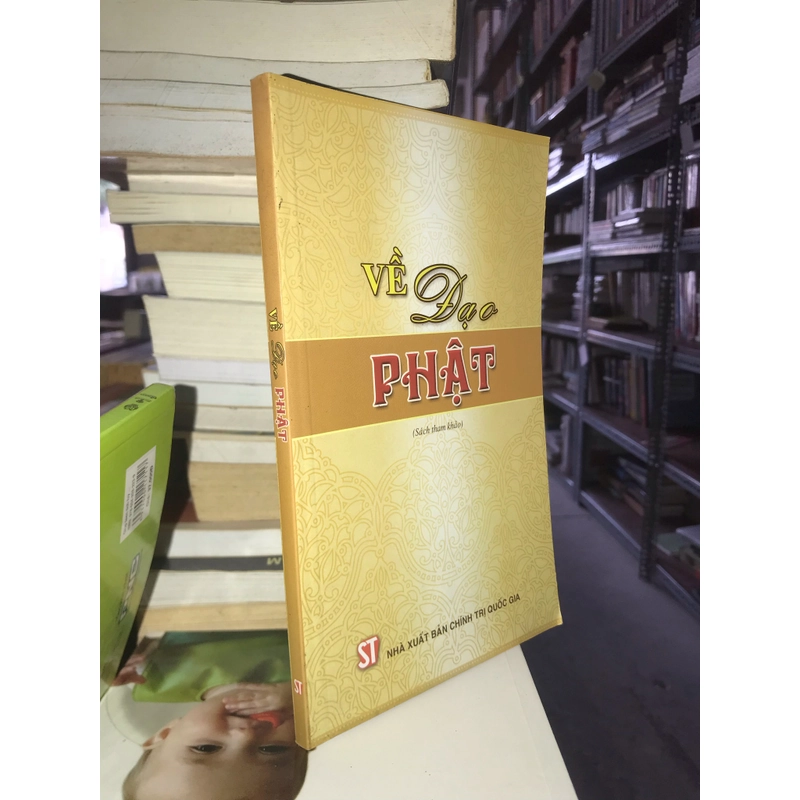 VỀ
Đạo
PHẬT
(Sách tham khảo)
ST NHÀ XUẤT BẢN CHÍNH TRỊ QUỐC GIA
VỀ Đạo PHẬT
ST